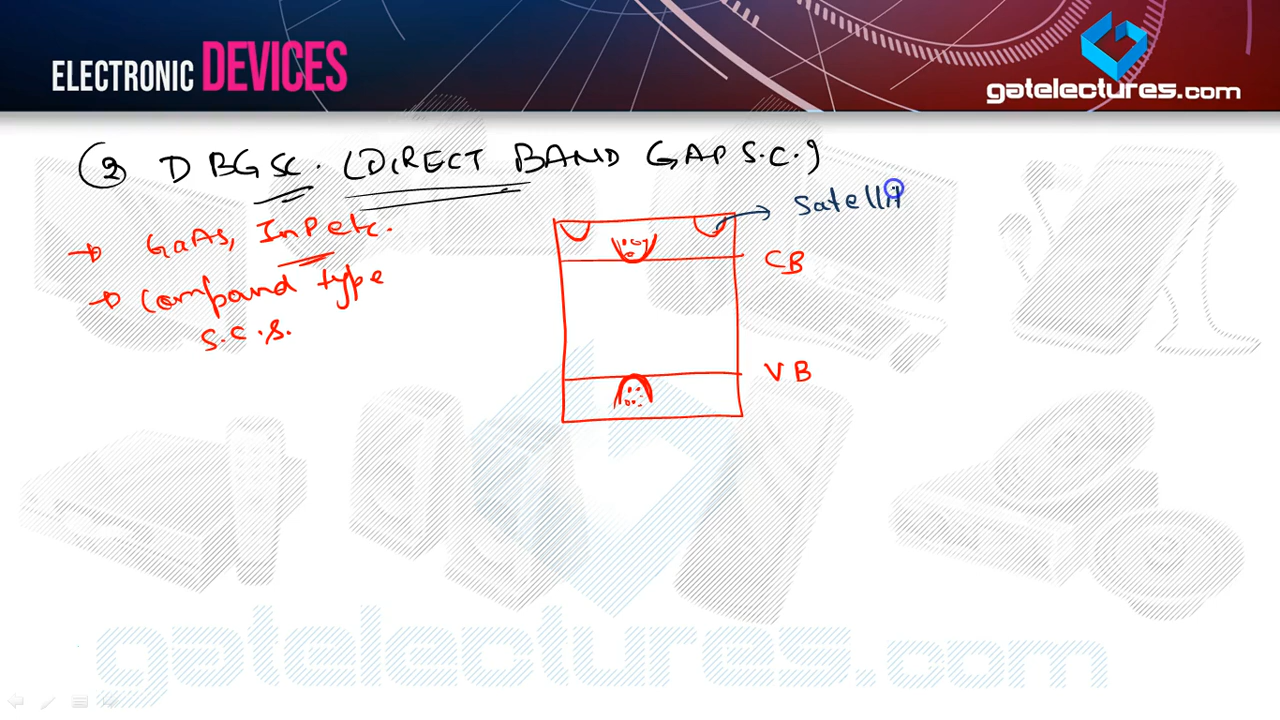 ELECTRONIC DEVICES
gatelectures.com
(2) DBGSC. (DIRECT BAND GAP S.C.)
→ GaAs, InP etc.
→ Compound type
S.C.S.
Satellit
CB
VB
gatelectures.com